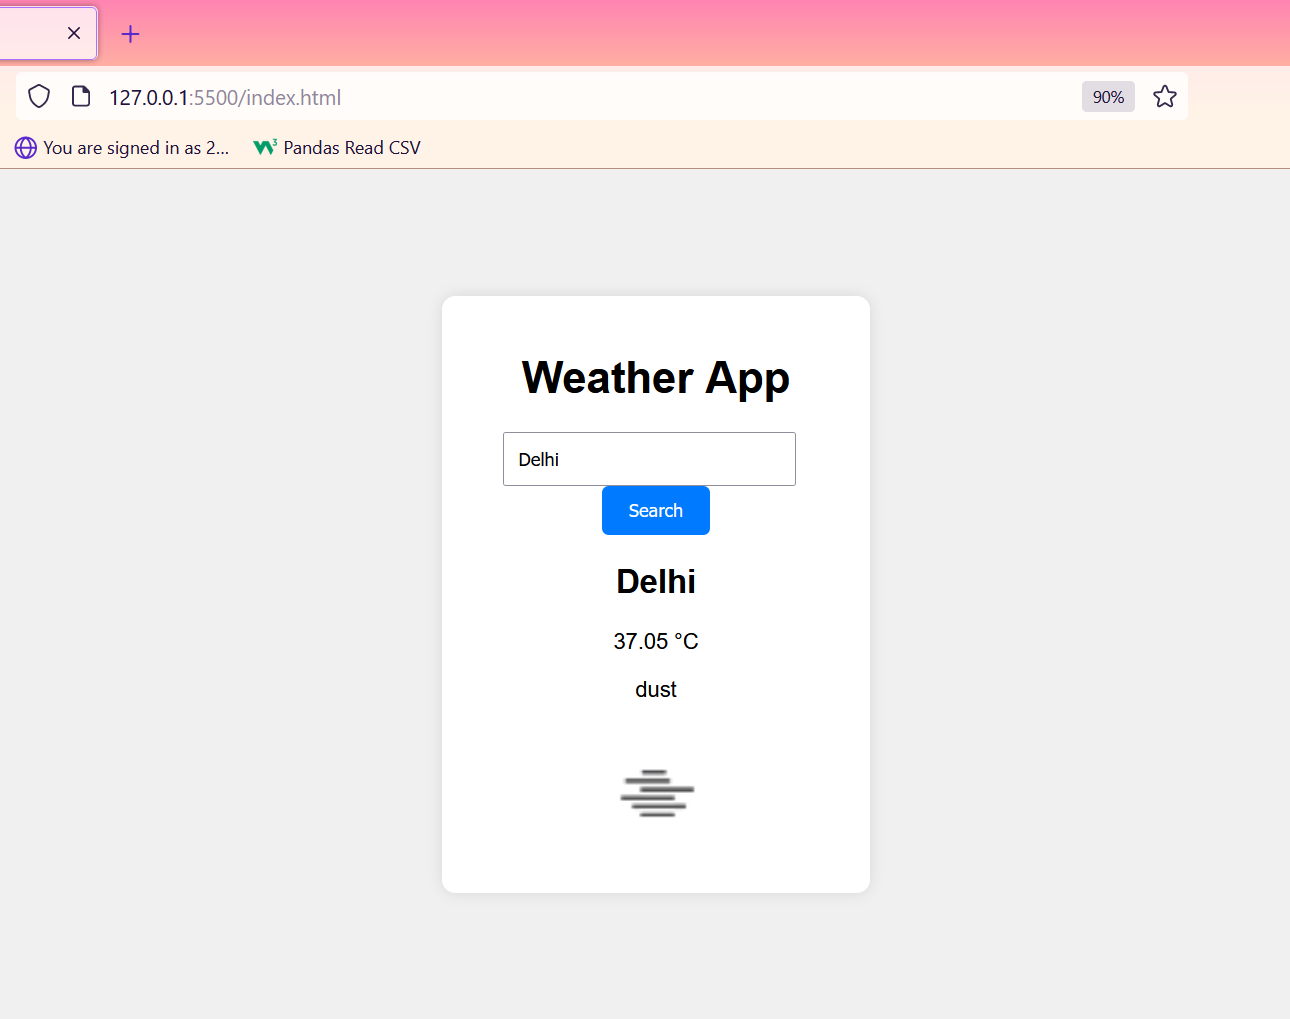 127.0.0.1:5500/index.html 90%
You are signed in as 2... W3 Pandas Read CSV
Weather App
Delhi
Search
Delhi
37.05 °C
dust